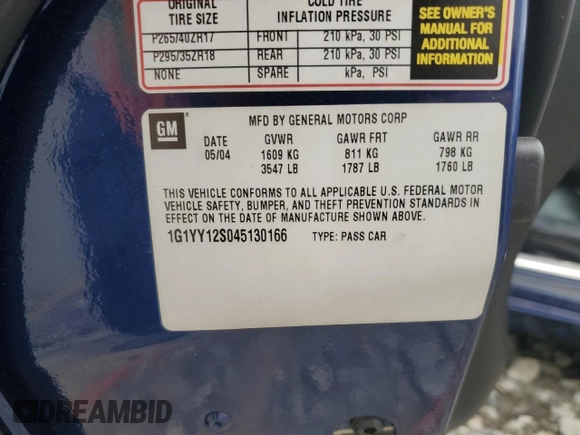 ORIGINAL
TIRE SIZE
COLD TIRE
INFLATION PRESSURE
P265/40ZR17 FRONT 210 kPa, 30 PSI
P295/35ZR18 REAR 210 kPa, 30 PSI
NONE SPARE kPa, PSI
SEE OWNER'S
MANUAL FOR
ADDITIONAL
INFORMATION
GM
MFD BY GENERAL MOTORS CORP
DATE GVWR GAWR FRT GAWR RR
05/04 1609 KG 811 KG 798 KG
3547 LB 1787 LB 1760 LB
THIS VEHICLE CONFORMS TO ALL APPLICABLE U.S. FEDERAL MOTOR
VEHICLE SAFETY, BUMPER, AND THEFT PREVENTION STANDARDS IN
EFFECT ON THE DATE OF MANUFACTURE SHOWN ABOVE.
1G1YY12S045130166 TYPE: PASS CAR
DREAMBID